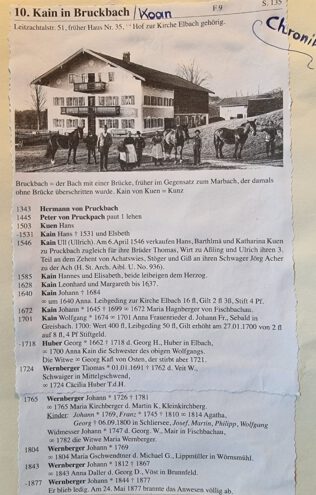 10. Kain in Bruckbach / Koan F.9 S. 135
Leitzachtalstr. 51, früher Haus Nr. 35, Hof zur Kirche Elbach gehörig.
Chronik
Bruckbach = der Bach mit einer Brücke, früher im Gegensatz zum Marbach, der damals
ohne Brücke überschritten wurde. Kain von Kuen = Kunz
1343 Hermann von Pruckbach
1445 Peter von Pruckpach paut 1 lehen
1503 Kuen Hans
-1531 Kain Hans † 1531 und Elsbeth
1546 Kain Ull (Ullrich). Am 6.April 1546 verkaufen Hans, Barthlmä und Katharina Kuen
zu Pruckbach zugleich für ihre Brüder Thomas, Wirt zu Afling und Ulrich ihren 3.
Teil an dem Zehent von Achatswies, Stöger und Giß an ihren Schwager Jörg Acher
zu der Ach (H. St. Arch. Aibl. U No. 936).
1585 Kain Hannes und Elisabeth, beide leibeigen dem Herzog.
1628 Kain Leonhard und Margareth bis 1637.
1640 Kain Johann † 1684
∞ um 1640 Anna. Leibgeding zur Kirche Elbach 16 fl, Gilt 2 fl 3ß, Stift 4 Pf.
1672 Kain Johann * 1645 † 1699 ∞ 1672 Maria Hagnberger von Fischbachau.
1701 Kain Wolfgang * 1674 ∞ 1701 Anna Frauenrieder d. Johann Fr., Sebald in
Greisbach. 1700: Wert 400 fl, Leibgeding 50 fl, Gilt erhöht am 27.01.1700 von 2 fl
auf 8 fl, 4 Pf Stiftgeld.
-1718 Huber Georg * 1662 † 1718 d. Georg H., Huber in Elbach,
∞ 1700 Anna Kain die Schwester des obigen Wolfgangs.
Die Witwe ∞ Georg Kafl von Osten, der stirbt aber 1721.
1724 Wernberger Thomas * 01.01.1691 † 1762 d. Veit W.,
Schwaiger in Mittelgschwend,
∞ 1724 Cäcilia Huber T.d.H.
1765 Wernberger Johann * 1726 † 1781
∞ 1765 Maria Kirchberger d. Martin K, Kleinkirchberg.
Kinder: Johann * 1769, Franz * 1745 † 1810 ∞ 1814 Agatha,
Georg † 06.09.1800 in Schliersee, Josef, Martin, Philipp, Wolfgang
Widmesser Johann * 1747 d. Georg. W., Mair in Fischbachau,
∞ 1782 die Witwe Maria Wernberger.
1804 Wernberger Johann * 1769
∞ 1804 Maria Gschwendtner d. Michael G., Lippmüller in Wörnsmühl.
1843 Wernberger Johann * 1812 † 1867
∞ 1843 Anna Daller d. Georg D., Vöst in Brunnfeld.
-1877 Wernberger Johann * 1844 † 1877
Er blieb ledig. Am 24. Mai 1877 brannte das Anwesen völlig ab.